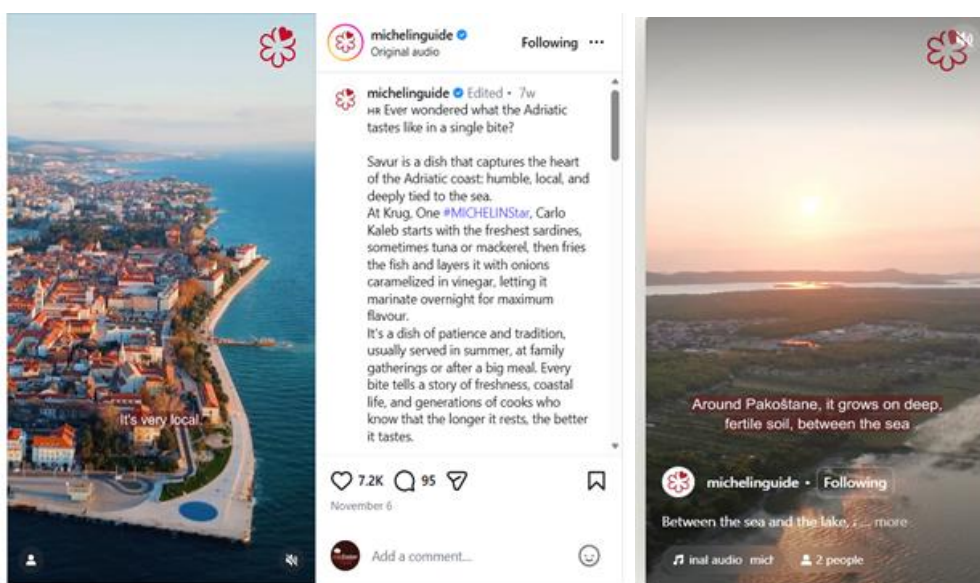 It's very local.
michelinguide
Original audio
Following
michelinguide Edited • 7w
HR Ever wondered what the Adriatic
tastes like in a single bite?
Savur is a dish that captures the heart
of the Adriatic coast: humble, local, and
deeply tied to the sea.
At Krug, One #MICHELINStar, Carlo
Kaleb starts with the freshest sardines,
sometimes tuna or mackerel, then fries
the fish and layers it with onions
caramelized in vinegar, letting it
marinate overnight for maximum
flavour.
It's a dish of patience and tradition,
usually served in summer, at family
gatherings or after a big meal. Every
bite tells a story of freshness, coastal
life, and generations of cooks who
know that the longer it rests, the better
it tastes.
7.2K 95
November 6
Add a comment...
Around Pakoštane, it grows on deep,
fertile soil, between the sea
michelinguide • Following
Between the sea and the lake, ... more
inal audio mich 2 people